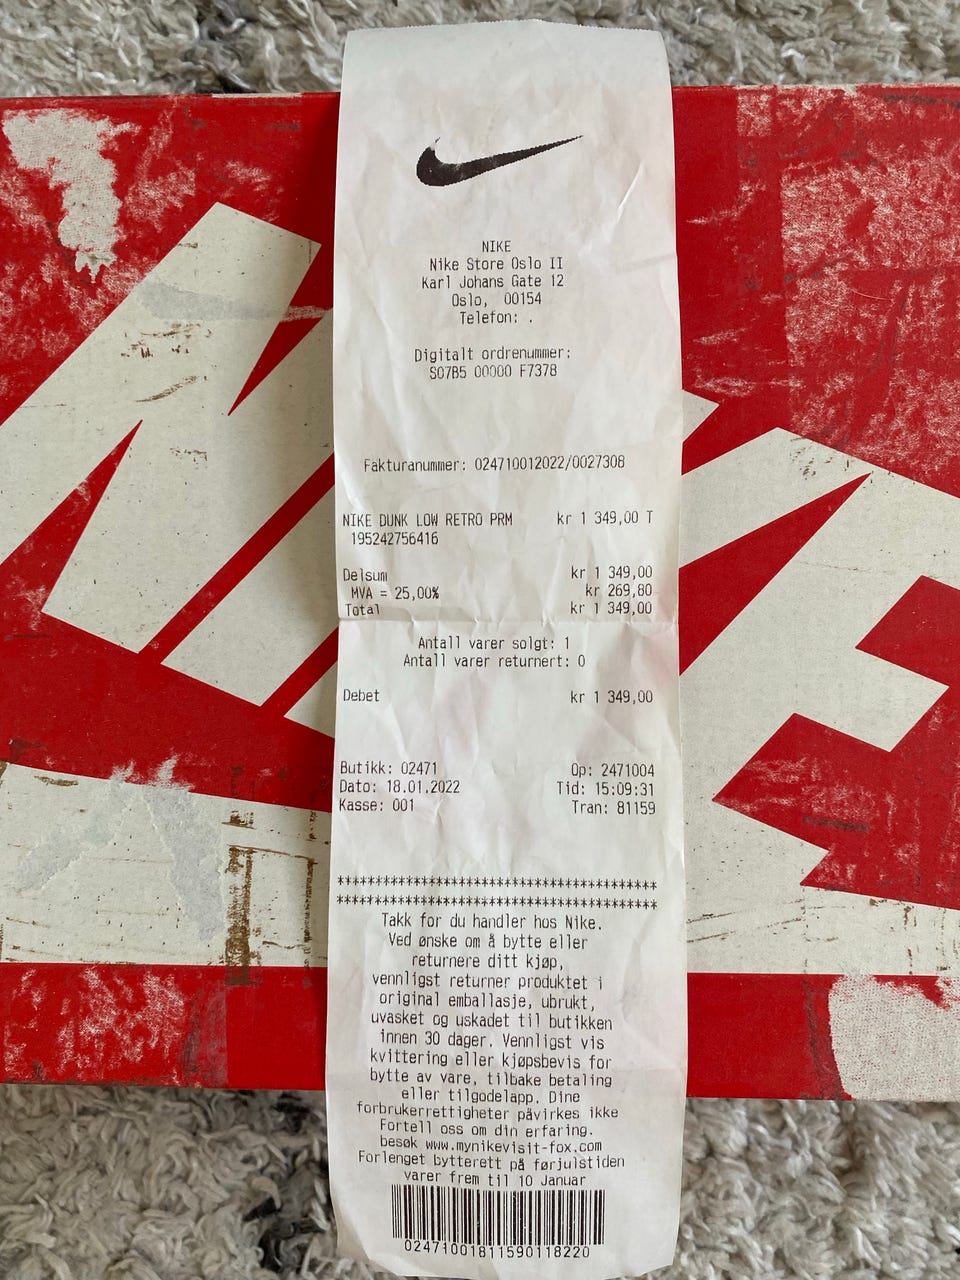 NIKE
NIKE
Nike Store Oslo II
Karl Johans Gate 12
Oslo, 00154
Telefon: .
Digitalt ordrenummer:
SC7B5 00000 F7378
Fakturanummer: 024710012022/0027308
NIKE DUNK LOW RETRO PRM kr 1 349,00 T
195242756416
Delsum kr 1 349,00
MVA = 25,00% kr 269,80
Total kr 1 349,00
Antall varer solgt: 1
Antall varer returnert: 0
Debet kr 1 349,00
Butikk: 02471 Op: 2471004
Dato: 18.01.2022 Tid: 15:09:31
Kasse: 001 Tran: 81159
******************************************
******************************************
Takk for du handler hos Nike.
Ved ønske om å bytte eller
returnere ditt kjøp,
vennligst returner produktet i
original emballasje, ubrukt,
uvasket og uskadet til butikken
innen 30 dager. Vennligst vis
kvittering eller kjøpsbevis for
bytte av vare, tilbake betaling
eller tilgodelapp. Dine
forbrukerrettigheter påvirkes ikke
Fortell oss om din erfaring.
besøk www.mynikevisit-fox.com
Forlenget bytterett på førjulstiden
varer frem til 10 Januar
02471001811590118220